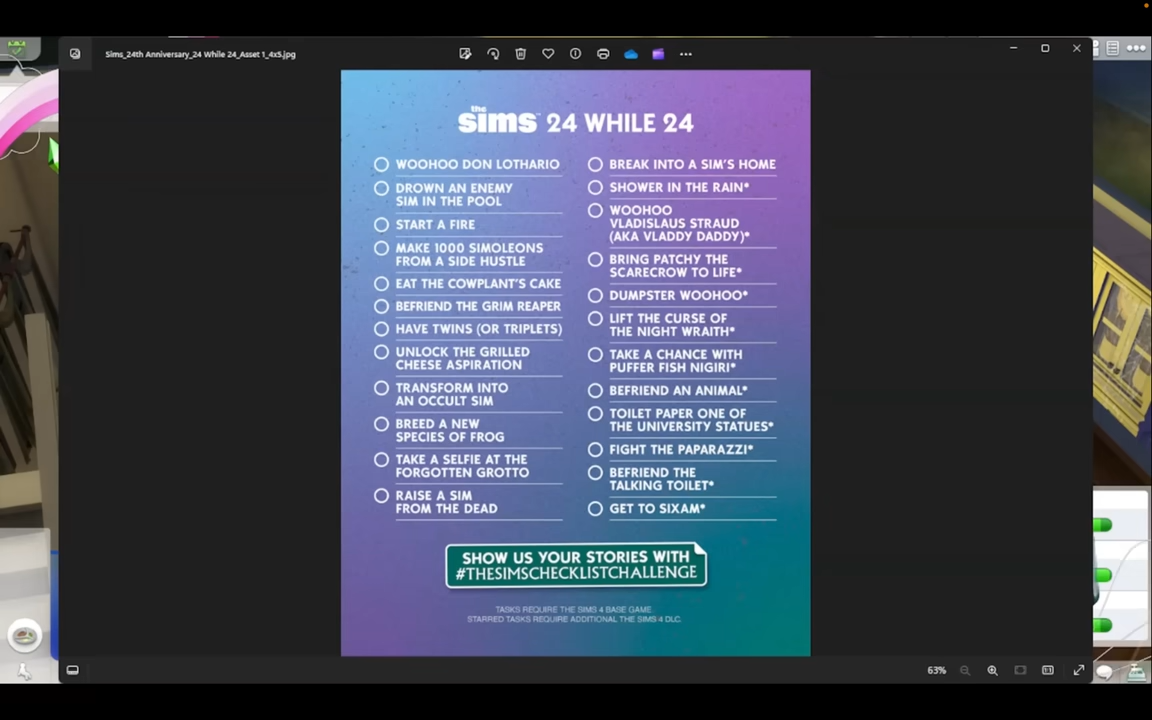 Sims_24th Anniversary_24 While 24_Asset 1_4x5.jpg
the
sims™ 24 WHILE 24
WOOHOO DON LOTHARIO
DROWN AN ENEMY
SIM IN THE POOL
START A FIRE
MAKE 1000 SIMOLEONS
FROM A SIDE HUSTLE
EAT THE COWPLANT'S CAKE
BEFRIEND THE GRIM REAPER
HAVE TWINS (OR TRIPLETS)
UNLOCK THE GRILLED
CHEESE ASPIRATION
TRANSFORM INTO
AN OCCULT SIM
BREED A NEW
SPECIES OF FROG
TAKE A SELFIE AT THE
FORGOTTEN GROTTO
RAISE A SIM
FROM THE DEAD
BREAK INTO A SIM'S HOME
SHOWER IN THE RAIN*
WOOHOO
VLADISLAUS STRAUD
(AKA VLADDY DADDY)*
BRING PATCHY THE
SCARECROW TO LIFE*
DUMPSTER WOOHOO*
LIFT THE CURSE OF
THE NIGHT WRAITH*
TAKE A CHANCE WITH
PUFFER FISH NIGIRI*
BEFRIEND AN ANIMAL*
TOILET PAPER ONE OF
THE UNIVERSITY STATUES*
FIGHT THE PAPARAZZI*
BEFRIEND THE
TALKING TOILET*
GET TO SIXAM*
SHOW US YOUR STORIES WITH
#THESIMSCHECKLISTCHALLENGE
TASKS REQUIRE THE SIMS 4 BASE GAME.
STARRED TASKS REQUIRE ADDITIONAL THE SIMS 4 DLC.
63%